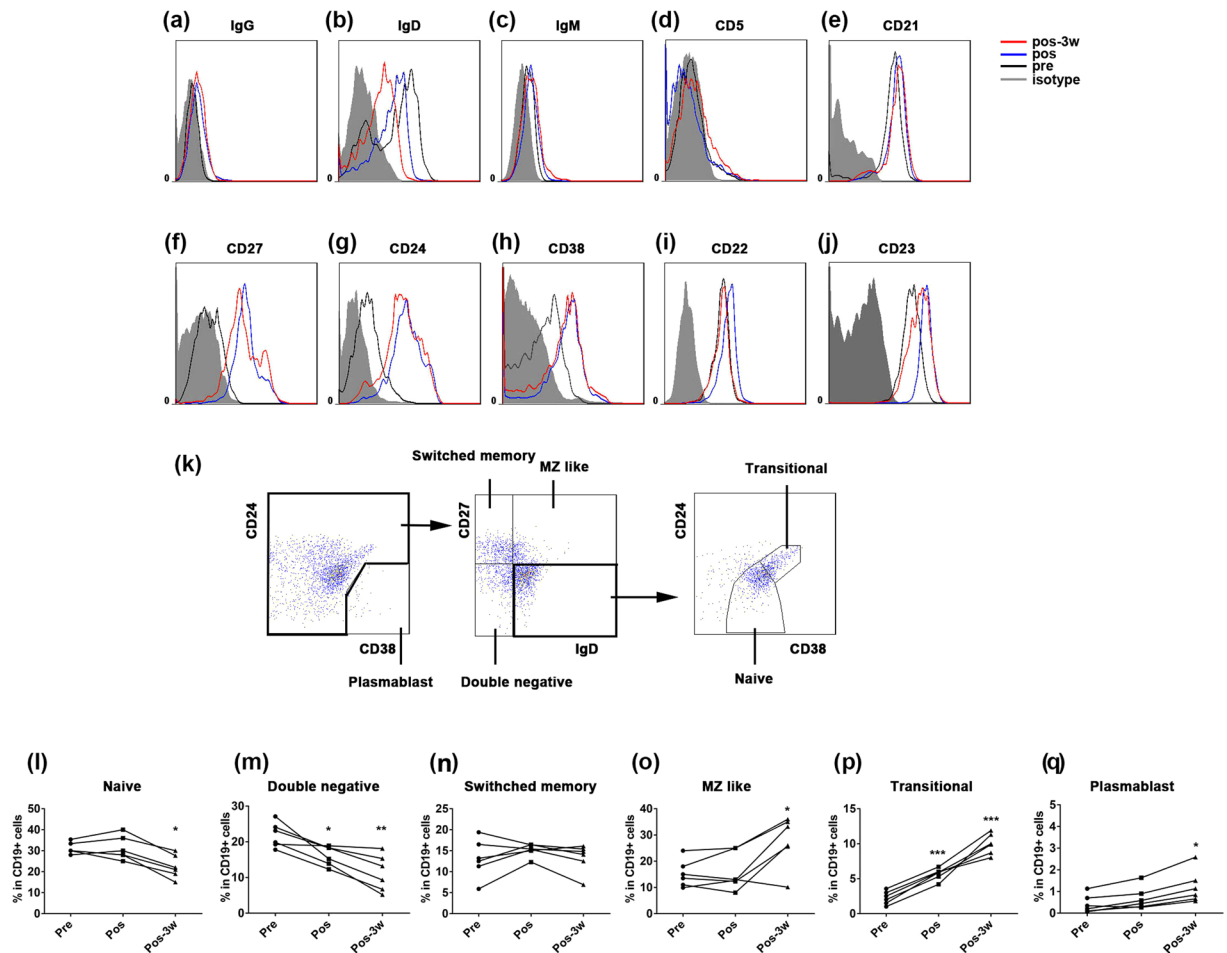 (a) IgG
(b) IgD
(c) IgM
(d) CD5
(e) CD21
pos-3w
pos
pre
isotype
0
0
0
0
0
(f) CD27
(g) CD24
(h) CD38
(i) CD22
(j) CD23
0
0
0
0
0
(k)
Switched memory
MZ like
Transitional
CD24
CD27
CD24
CD38
IgD
CD38
Plasmablast
Double negative
Naive
(l) Naive
% in CD19+ cells
50
40
30
20
10
0
*
Pre Pos Pos-3w
(m) Double negative
% in CD19+ cells
30
20
10
0
* **
Pre Pos Pos-3w
(n) Swithched memory
% in CD19+ cells
25
20
15
10
5
0
Pre Pos Pos-3w
(o) MZ like
% in CD19+ cells
40
30
20
10
0
*
Pre Pos Pos-3w
(p) Transitional
% in CD19+ cells
15
10
5
0
*** ***
Pre Pos Pos-3w
(q) Plasmablast
% in CD19+ cells
5
4
3
2
1
0
*
Pre Pos Pos-3w